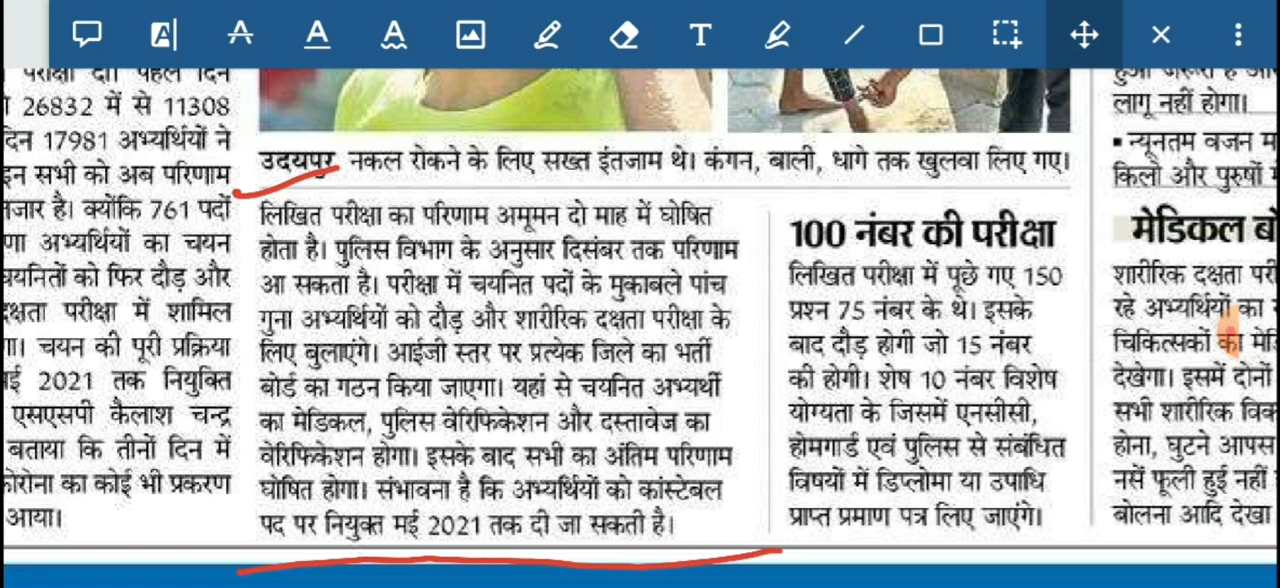 परीक्षा दी। पहले दिन
26832 में से 11308
दिन 17981 अभ्यर्थियों ने
इन सभी को अब परिणाम
है। क्योंकि 761 पदों
अभ्यर्थियों का चयन
चयनितों को फिर दौड़ और
दक्षता परीक्षा में शामिल
चयन की पूरी प्रक्रिया
मई 2021 तक नियुक्ति
एसएसपी कैलाश चन्द्र
बताया कि तीनों दिन में
कोरोना का कोई भी प्रकरण
आया।
उदयपुर नकल रोकने के लिए सख्त इंतजाम थे। कंगन, बाली, धागे तक खुलवा लिए गए।
लिखित परीक्षा का परिणाम अमूमन दो माह में घोषित
होता है। पुलिस विभाग के अनुसार दिसंबर तक परिणाम
आ सकता है। परीक्षा में चयनित पदों के मुकाबले पांच
गुना अभ्यर्थियों को दौड़ और शारीरिक दक्षता परीक्षा के
लिए बुलाएंगे। आईजी स्तर पर प्रत्येक जिले का भर्ती
बोर्ड का गठन किया जाएगा। यहां से चयनित अभ्यर्थी
का मेडिकल, पुलिस वेरिफिकेशन और दस्तावेज का
वेरिफिकेशन होगा। इसके बाद सभी का अंतिम परिणाम
घोषित होगा। संभावना है कि अभ्यर्थियों को कांस्टेबल
पद पर नियुक्त मई 2021 तक दी जा सकती है।
100 नंबर की परीक्षा
लिखित परीक्षा में पूछे गए 150
प्रश्न 75 नंबर के थे। इसके
बाद दौड़ होगी जो 15 नंबर
की होगी। शेष 10 नंबर विशेष
योग्यता के जिसमें एनसीसी,
होमगार्ड एवं पुलिस से संबंधित
विषयों में डिप्लोमा या उपाधि
प्राप्त प्रमाण पत्र लिए जाएंगे।
लागू नहीं होगा।
▪ न्यूनतम वजन म
किलो और पुरुषों
मेडिकल बो
शारीरिक दक्षता परी
रहे अभ्यर्थियों का
चिकित्सकों का मेडि
देखेगा। इसमें दोनों
सभी शारीरिक विक
होना, घुटने आपस
नसें फूली हुई नहीं
बोलना आदि देखा